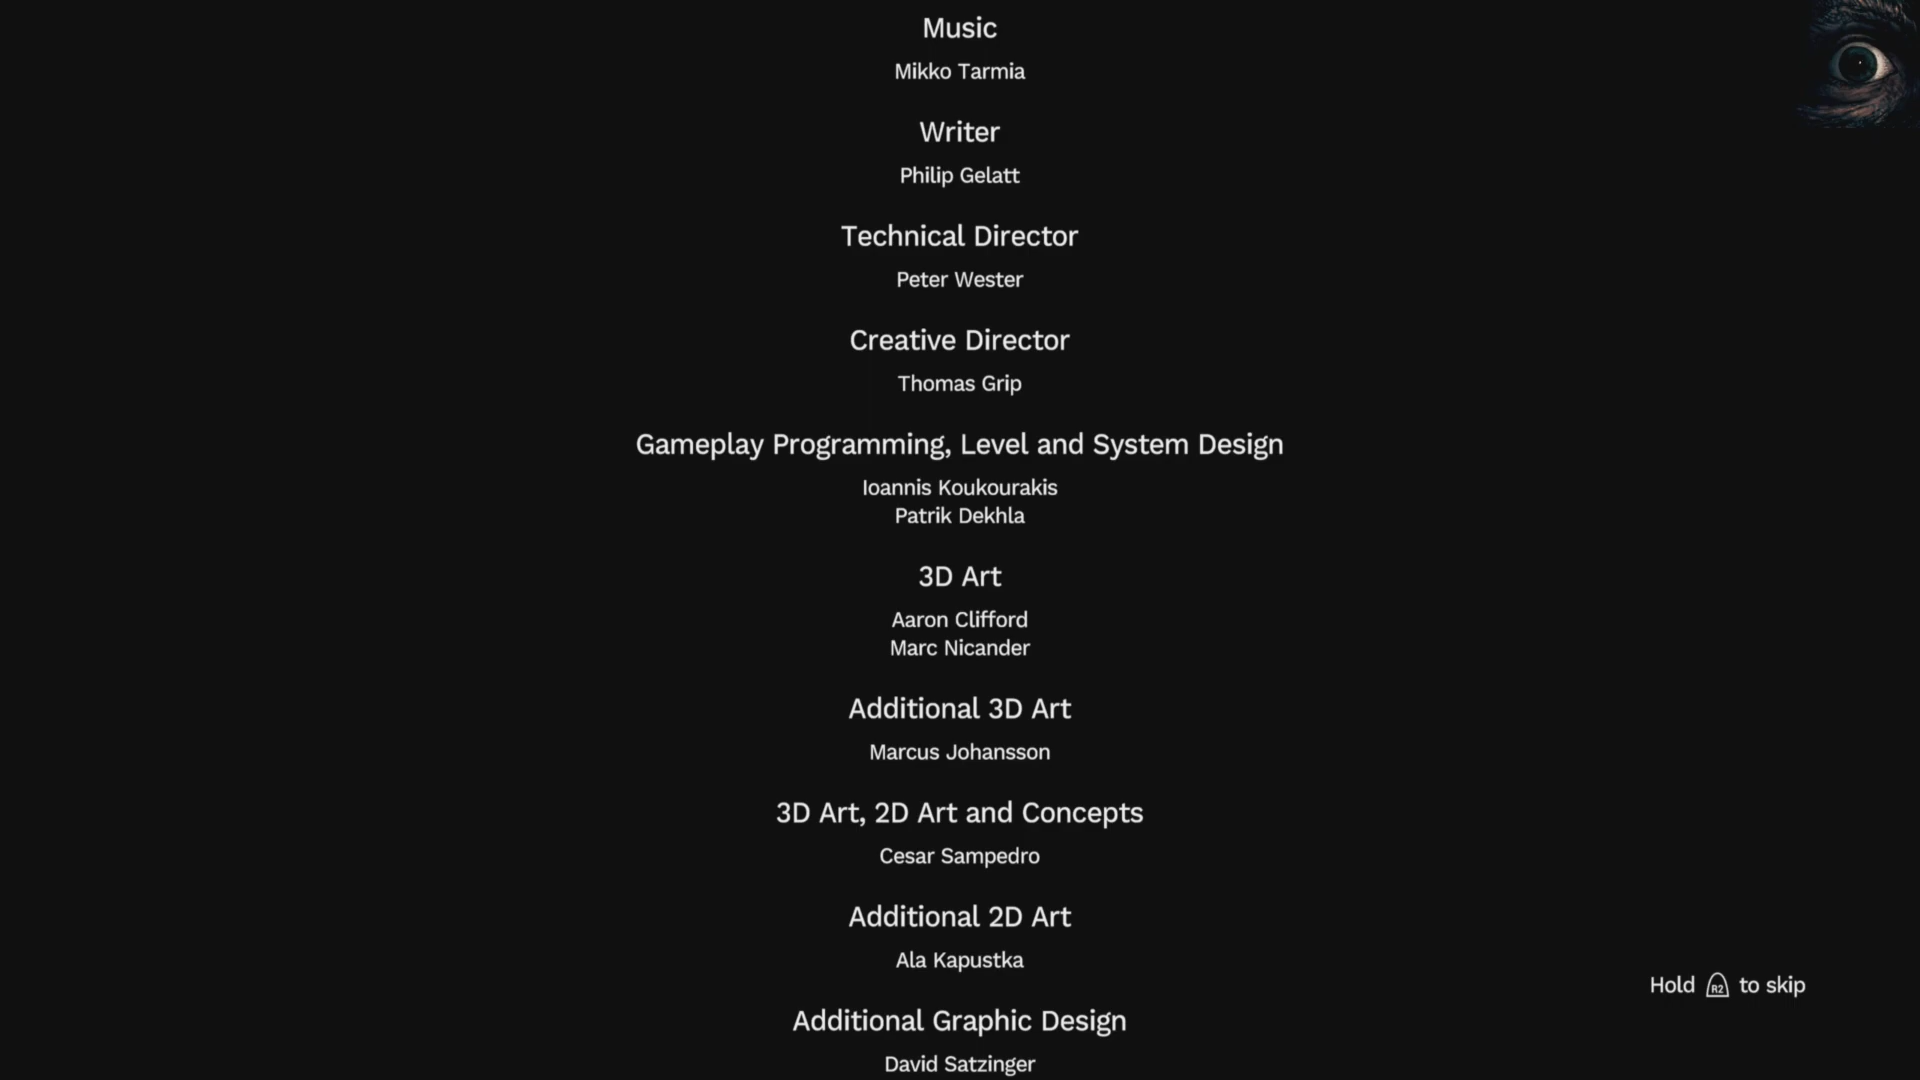 Music
Mikko Tarmia
Writer
Philip Gelatt
Technical Director
Peter Wester
Creative Director
Thomas Grip
Gameplay Programming, Level and System Design
Ioannis Koukourakis
Patrik Dekhla
3D Art
Aaron Clifford
Marc Nicander
Additional 3D Art
Marcus Johansson
3D Art, 2D Art and Concepts
Cesar Sampedro
Additional 2D Art
Ala Kapustka
Hold R2 to skip
Additional Graphic Design
David Satzinger